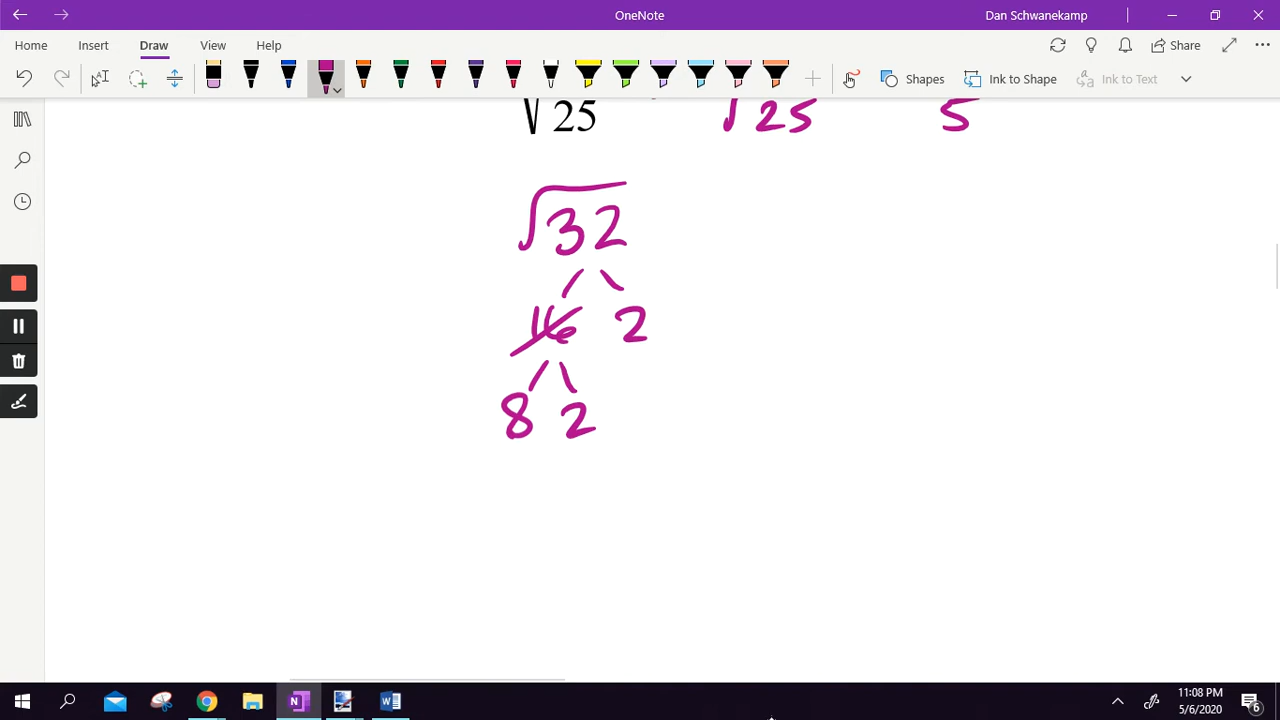 OneNote
Dan Schwanekamp
Home Insert Draw View Help
Share
Shapes Ink to Shape Ink to Text
√25 √25 5
√32
16 2
8 2
11:08 PM
5/6/2020
6